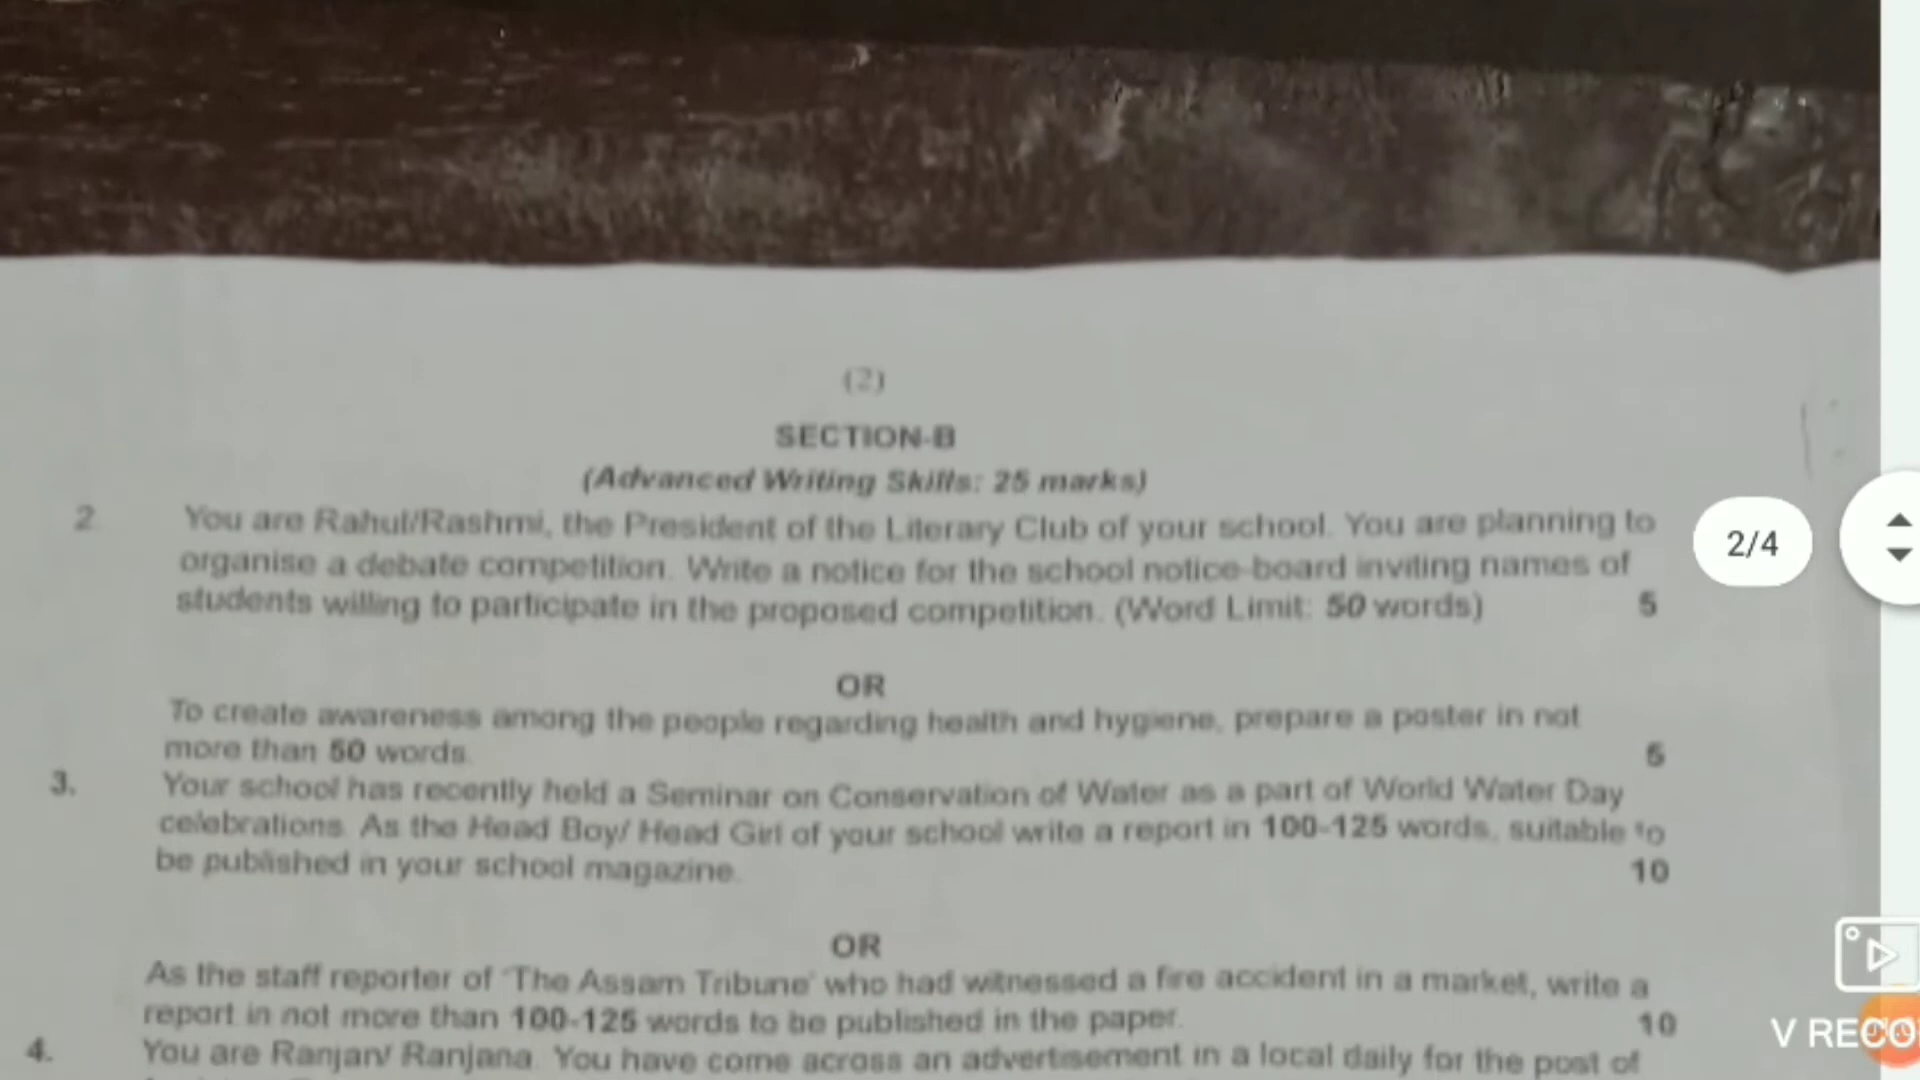 (2)
SECTION-B
(Advanced Writing Skills: 25 marks)
2. You are Rahul/Rashmi, the President of the Literary Club of your school. You are planning to
organise a debate competition. Write a notice for the school notice-board inviting names of
students willing to participate in the proposed competition. (Word Limit: 50 words) 5
2/4
OR
To create awareness among the people regarding health and hygiene, prepare a poster in not
more than 50 words. 5
3. Your school has recently held a Seminar on Conservation of Water as a part of World Water Day
celebrations. As the Head Boy/ Head Girl of your school write a report in 100-125 words, suitable to
be published in your school magazine. 10
OR
As the staff reporter of 'The Assam Tribune' who had witnessed a fire accident in a market, write a
report in not more than 100-125 words to be published in the paper. 10
V RECO
4. You are Ranjan/ Ranjana. You have come across an advertisement in a local daily for the post of